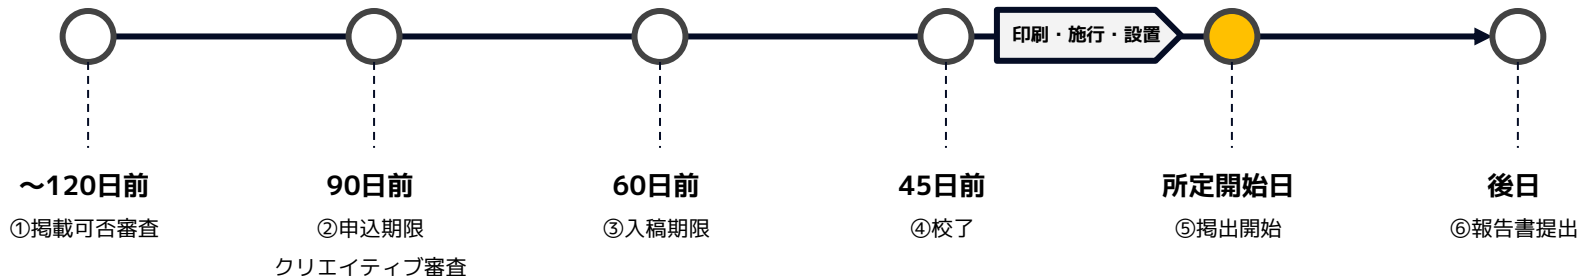 印刷・施行・設置
～120日前
①掲載可否審査
90日前
②申込期限
クリエイティブ審査
60日前
③入稿期限
45日前
④校了
所定開始日
⑤掲出開始
後日
⑥報告書提出